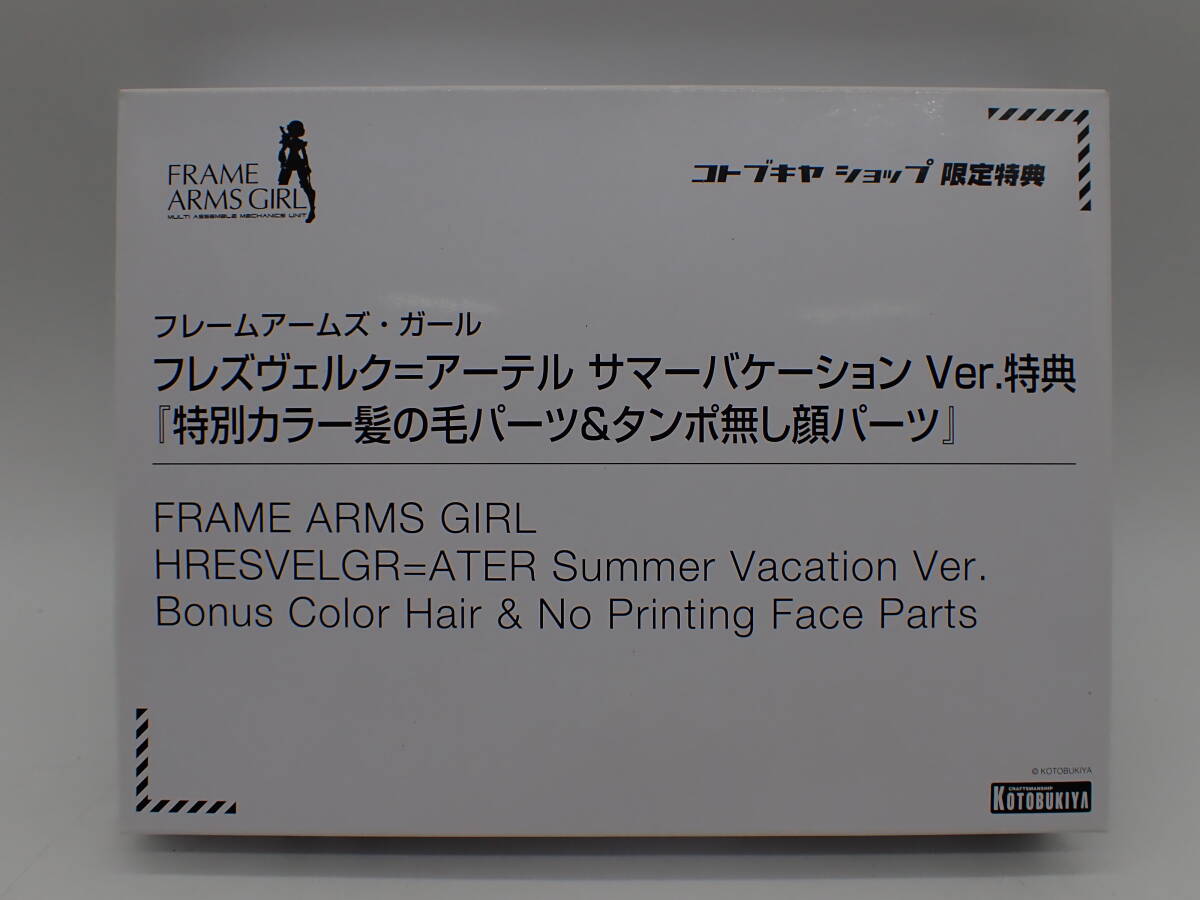 FRAME
ARMS GIRL
MULTI ASSEMBLE MECHANICS UNIT
コトブキヤ ショップ 限定特典
フレームアームズ・ガール
フレズヴェルク=アーテル サマーバケーション Ver.特典
『特別カラー髪の毛パーツ&タンポ無し顔パーツ』
FRAME ARMS GIRL
HRESVELGR=ATER Summer Vacation Ver.
Bonus Color Hair & No Printing Face Parts
© KOTOBUKIYA
CRAFTSMANSHIP
KOTOBUKIYA